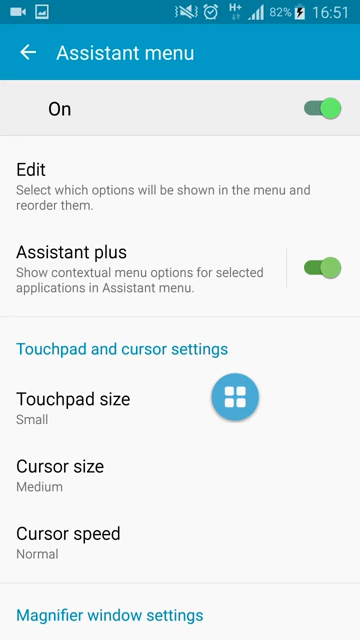 H+ 82% 16:51
Assistant menu
On
Edit
Select which options will be shown in the menu and
reorder them.
Assistant plus
Show contextual menu options for selected
applications in Assistant menu.
Touchpad and cursor settings
Touchpad size
Small
Cursor size
Medium
Cursor speed
Normal
Magnifier window settings